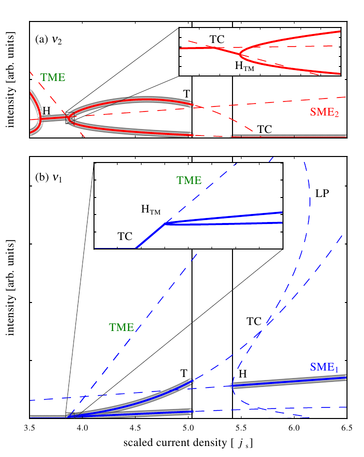 (a) ν₂
TC
H_TM
TME
H
T
SME₂
TC
intensity [arb. units]
(b) ν₁
TME
H_TM
TC
LP
TME
TC
T
H
SME₁
intensity [arb. units]
3.5 4.0 4.5 5.0 5.5 6.0 6.5
scaled current density [ jₛ]